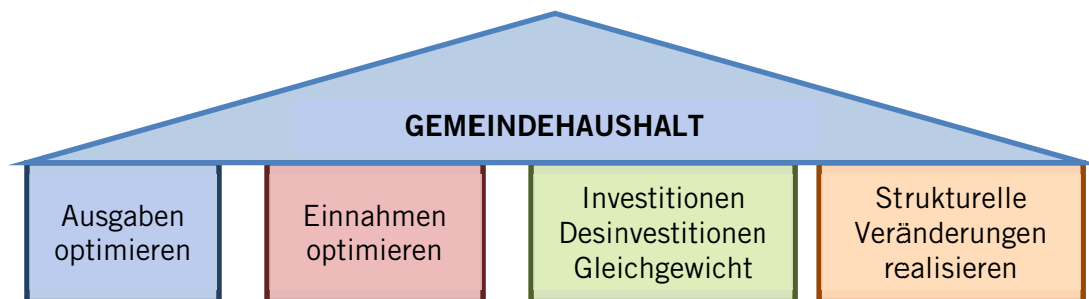 GEMEINDEHAUSHALT
Ausgaben
optimieren
Einnahmen
optimieren
Investitionen
Desinvestitionen
Gleichgewicht
Strukturelle
Veränderungen
realisieren